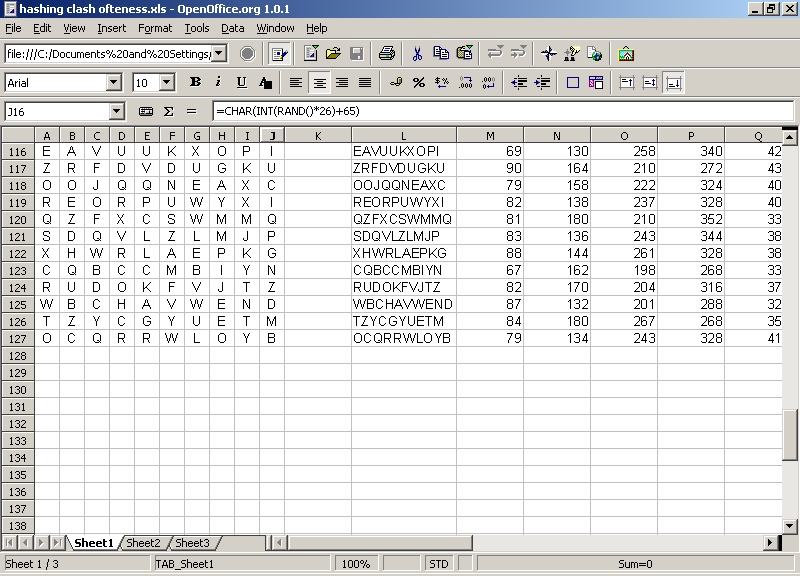 hashing clash ofteness.xls - OpenOffice.org 1.0.1
File Edit View Insert Format Tools Data Window Help
file:///C:/Documents%20and%20Settings/
Arial 10 B i U A
J16 Σ = =CHAR(INT(RAND()*26)+65)
A B C D E F G H I J K L M N O P Q
116 E A V U U K X O P I EAVUUKXOPI 69 130 258 340 42
117 Z R F D V D U G K U ZRFDVDUGKU 90 164 210 272 43
118 O O J Q Q N E A X C OOJQQNEAXC 79 158 222 324 40
119 R E O R P U W Y X I REORPUWYXI 82 138 237 328 40
120 Q Z F X C S W M M Q QZFXCSWMMQ 81 180 210 352 33
121 S D Q V L Z L M J P SDQVLZLMJP 83 136 243 344 38
122 X H W R L A E P K G XHWRLAEPKG 88 144 261 328 38
123 C Q B C C M B I Y N CQBCCMBIYN 67 162 198 268 33
124 R U D O K F V J T Z RUDOKFVJTZ 82 170 204 316 37
125 W B C H A V W E N D WBCHAVWEND 87 132 201 288 32
126 T Z Y C G Y U E T M TZYCGYUETM 84 180 267 268 35
127 O C Q R R W L O Y B OCQRRWLOYB 79 134 243 328 41
128
129
130
131
132
133
134
135
136
137
138
Sheet1 Sheet2 Sheet3
Sheet 1 / 3 TAB_Sheet1 100% STD Sum=0